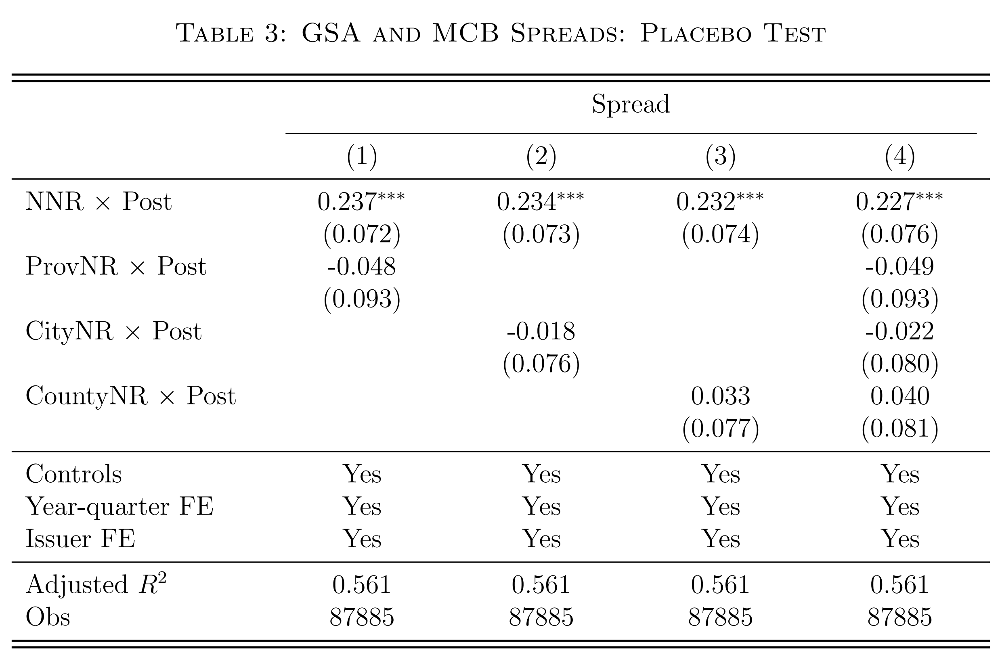 Table 3: GSA and MCB Spreads: Placebo Test
Spread
(1) (2) (3) (4)
NNR × Post 0.237*** 0.234*** 0.232*** 0.227***
(0.072) (0.073) (0.074) (0.076)
ProvNR × Post -0.048 -0.049
(0.093) (0.093)
CityNR × Post -0.018 -0.022
(0.076) (0.080)
CountyNR × Post 0.033 0.040
(0.077) (0.081)
Controls Yes Yes Yes Yes
Year-quarter FE Yes Yes Yes Yes
Issuer FE Yes Yes Yes Yes
Adjusted R² 0.561 0.561 0.561 0.561
Obs 87885 87885 87885 87885